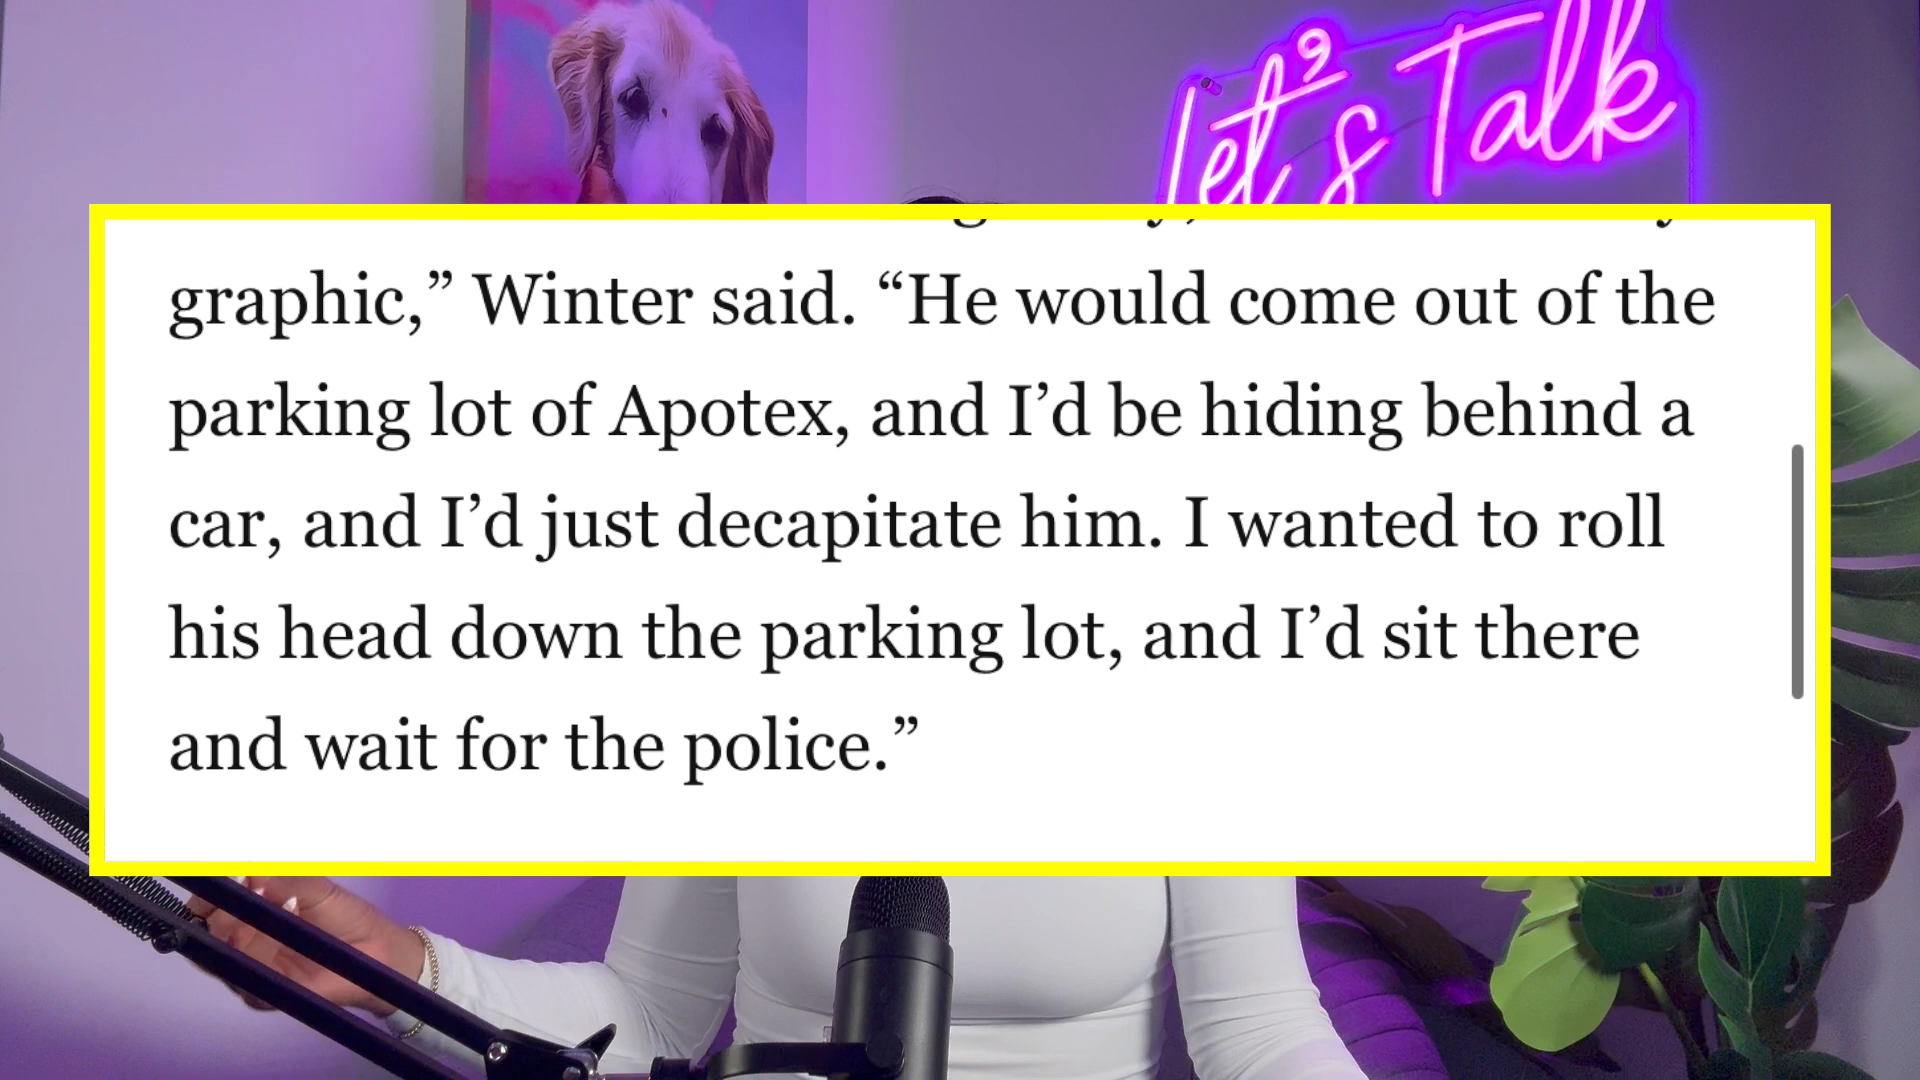 Let's Talk
graphic,” Winter said. “He would come out of the
parking lot of Apotex, and I’d be hiding behind a
car, and I’d just decapitate him. I wanted to roll
his head down the parking lot, and I’d sit there
and wait for the police.”